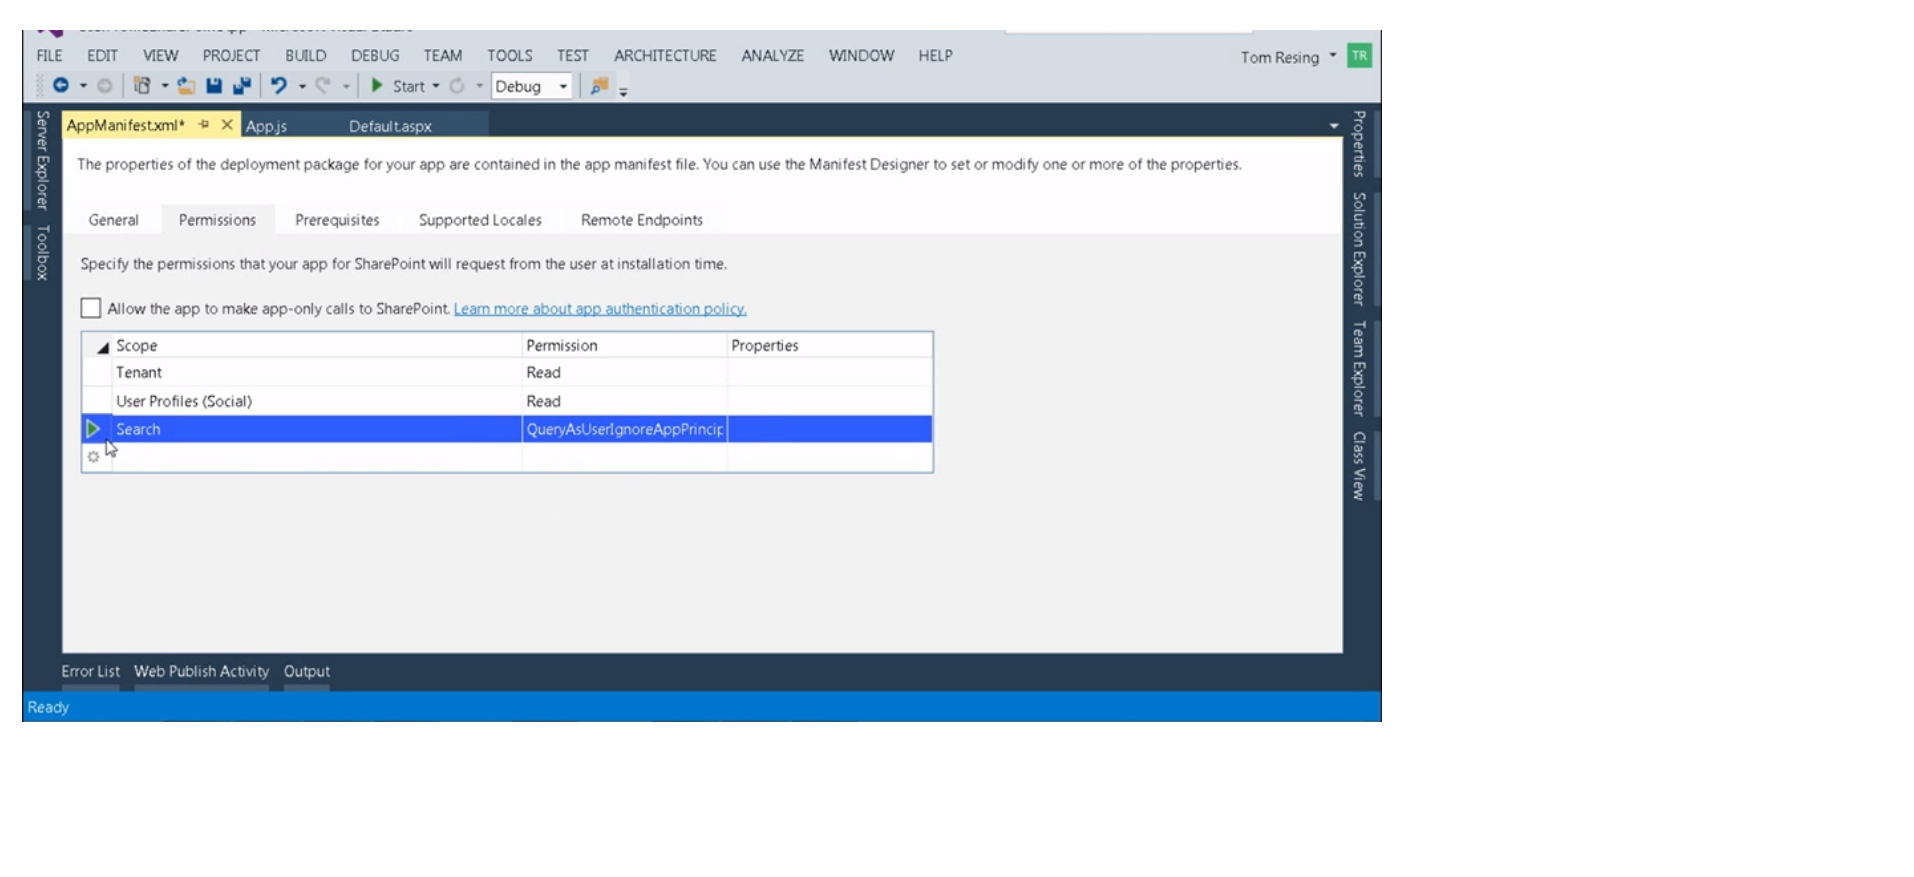 FILE EDIT VIEW PROJECT BUILD DEBUG TEAM TOOLS TEST ARCHITECTURE ANALYZE WINDOW HELP Tom Resing TR
Start Debug
AppManifest.xml* App.js Default.aspx
The properties of the deployment package for your app are contained in the app manifest file. You can use the Manifest Designer to set or modify one or more of the properties.
General Permissions Prerequisites Supported Locales Remote Endpoints
Specify the permissions that your app for SharePoint will request from the user at installation time.
Allow the app to make app-only calls to SharePoint. Learn more about app authentication policy.
Scope Permission Properties
Tenant Read
User Profiles (Social) Read
Search QueryAsUserIgnoreAppPrincip
Error List Web Publish Activity Output
Ready
Server Explorer
Toolbox
Properties
Solution Explorer
Team Explorer
Class View